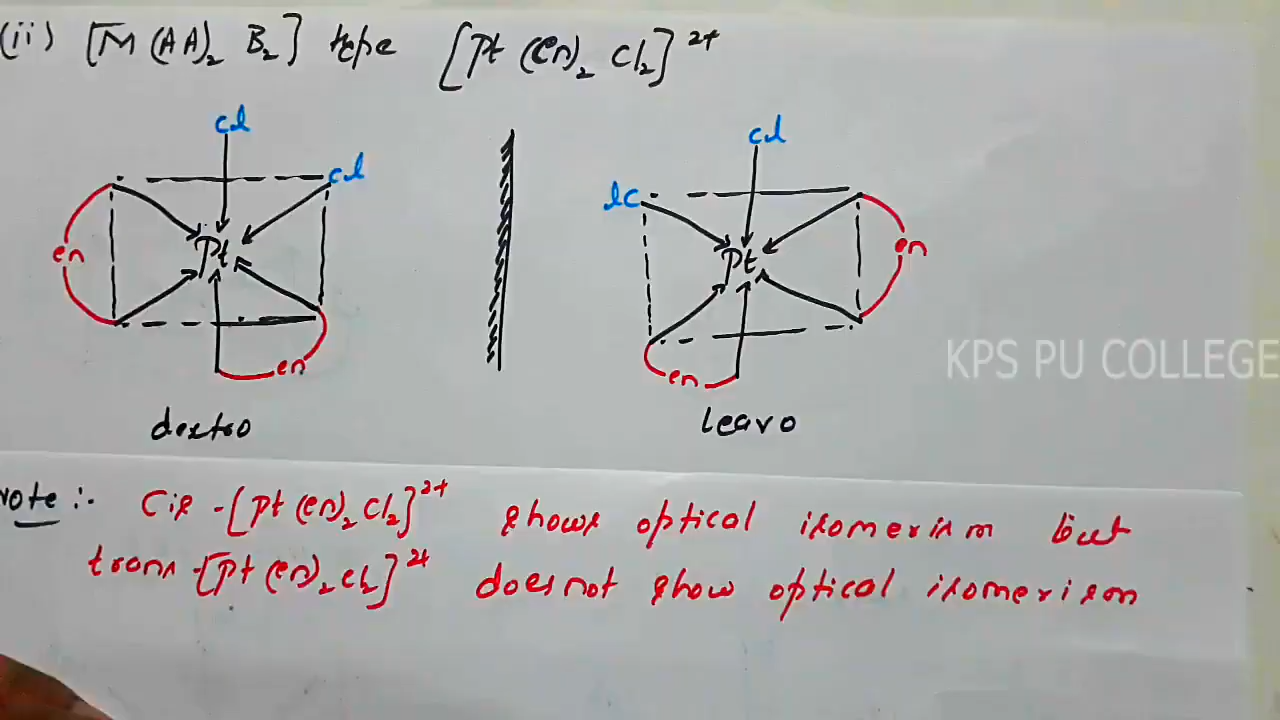 (ii) [M (AA)₂ B₂] type [Pt (en)₂ Cl₂]²⁺
cl cl
cl lc
Pt Pt
en en
en en
dextro leavo
Note :- Cis -[Pt (en)₂ Cl₂]²⁺ shows optical isomerism but
trans -[Pt (en)₂ cl₂]²⁺ does not show optical isomerism
KPS PU COLLEGE